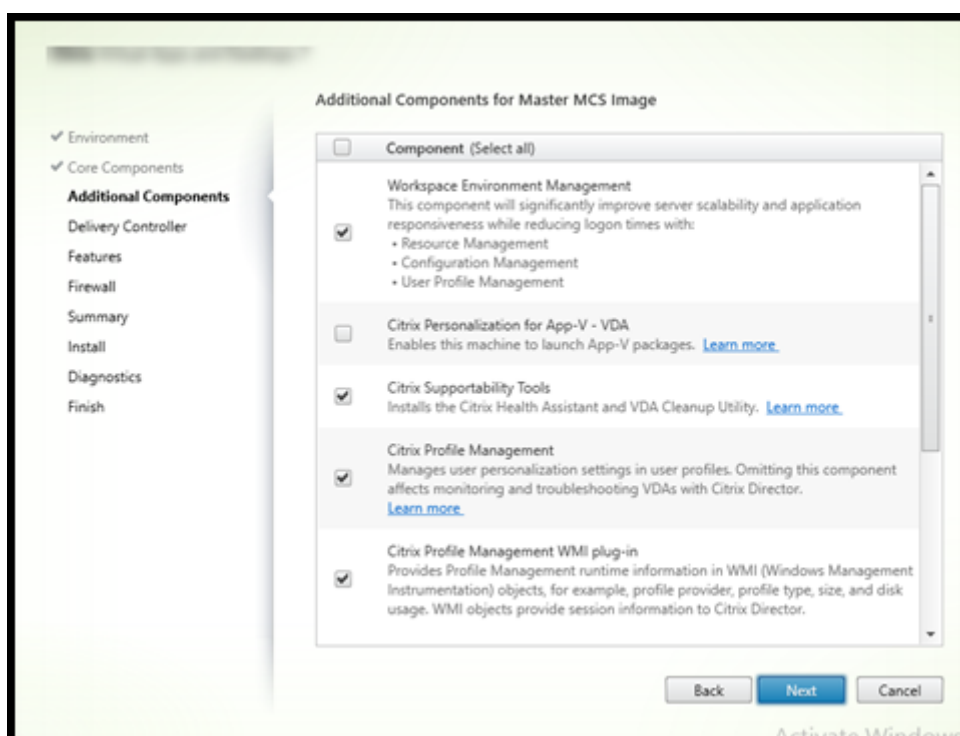 Additional Components for Master MCS Image
Environment
Core Components
Additional Components
Delivery Controller
Features
Firewall
Summary
Install
Diagnostics
Finish
Component (Select all)
Workspace Environment Management
This component will significantly improve server scalability and application
responsiveness while reducing logon times with:
• Resource Management
• Configuration Management
• User Profile Management
Citrix Personalization for App-V - VDA
Enables this machine to launch App-V packages. Learn more
Citrix Supportability Tools
Installs the Citrix Health Assistant and VDA Cleanup Utility. Learn more
Citrix Profile Management
Manages user personalization settings in user profiles. Omitting this component
affects monitoring and troubleshooting VDAs with Citrix Director.
Learn more
Citrix Profile Management WMI plug-in
Provides Profile Management runtime information in WMI (Windows Management
Instrumentation) objects, for example, profile provider, profile type, size, and disk
usage. WMI objects provide session information to Citrix Director.
Back Next Cancel
Activate Windows